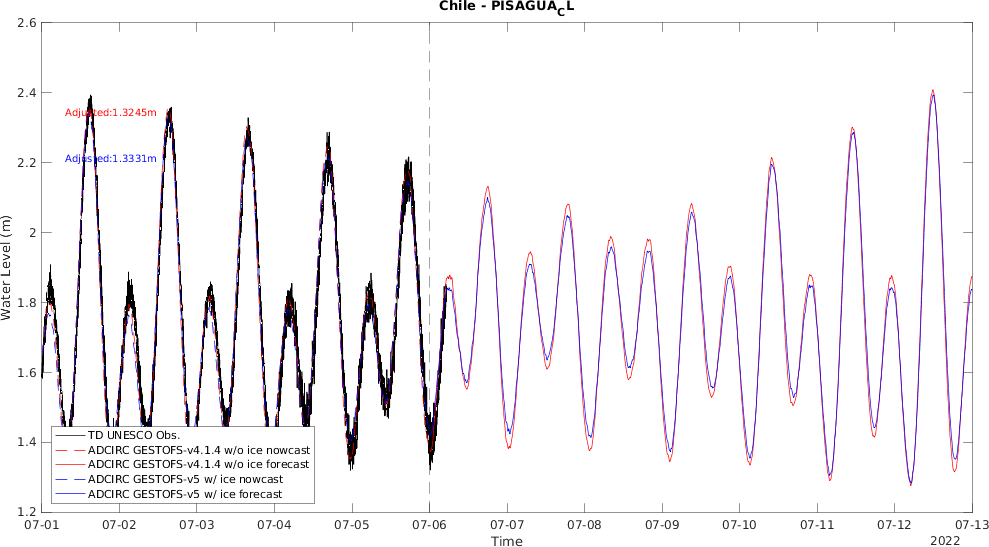 Chile - PISAGUA_CL
2.6
2.4
2.2
2
1.8
1.6
1.4
1.2
Water Level (m)
Adjusted:1.3245m
Adjusted:1.3331m
TD UNESCO Obs.
ADCIRC GESTOFS-v4.1.4 w/o ice nowcast
ADCIRC GESTOFS-v4.1.4 w/o ice forecast
ADCIRC GESTOFS-v5 w/ ice nowcast
ADCIRC GESTOFS-v5 w/ ice forecast
07-01 07-02 07-03 07-04 07-05 07-06 07-07 07-08 07-09 07-10 07-11 07-12 07-13
Time
2022